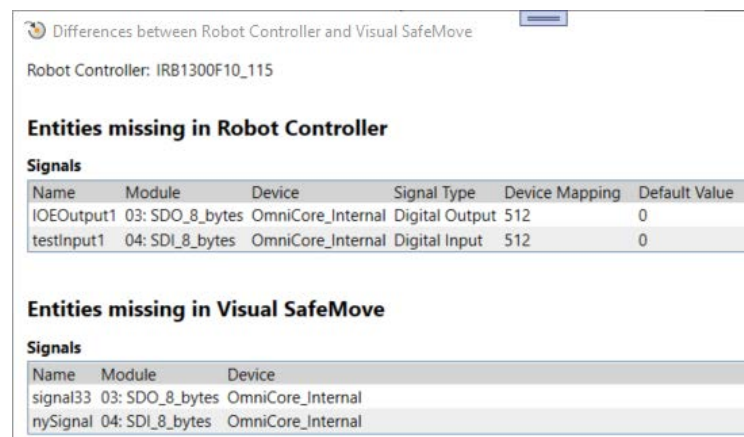 Differences between Robot Controller and Visual SafeMove
Robot Controller: IRB1300F10_115
Entities missing in Robot Controller
Signals
Name Module Device Signal Type Device Mapping Default Value
IOEOutput1 03: SDO_8_bytes OmniCore_Internal Digital Output 512 0
testInput1 04: SDI_8_bytes OmniCore_Internal Digital Input 512 0
Entities missing in Visual SafeMove
Signals
Name Module Device
signal33 03: SDO_8_bytes OmniCore_Internal
nySignal 04: SDI_8_bytes OmniCore_Internal